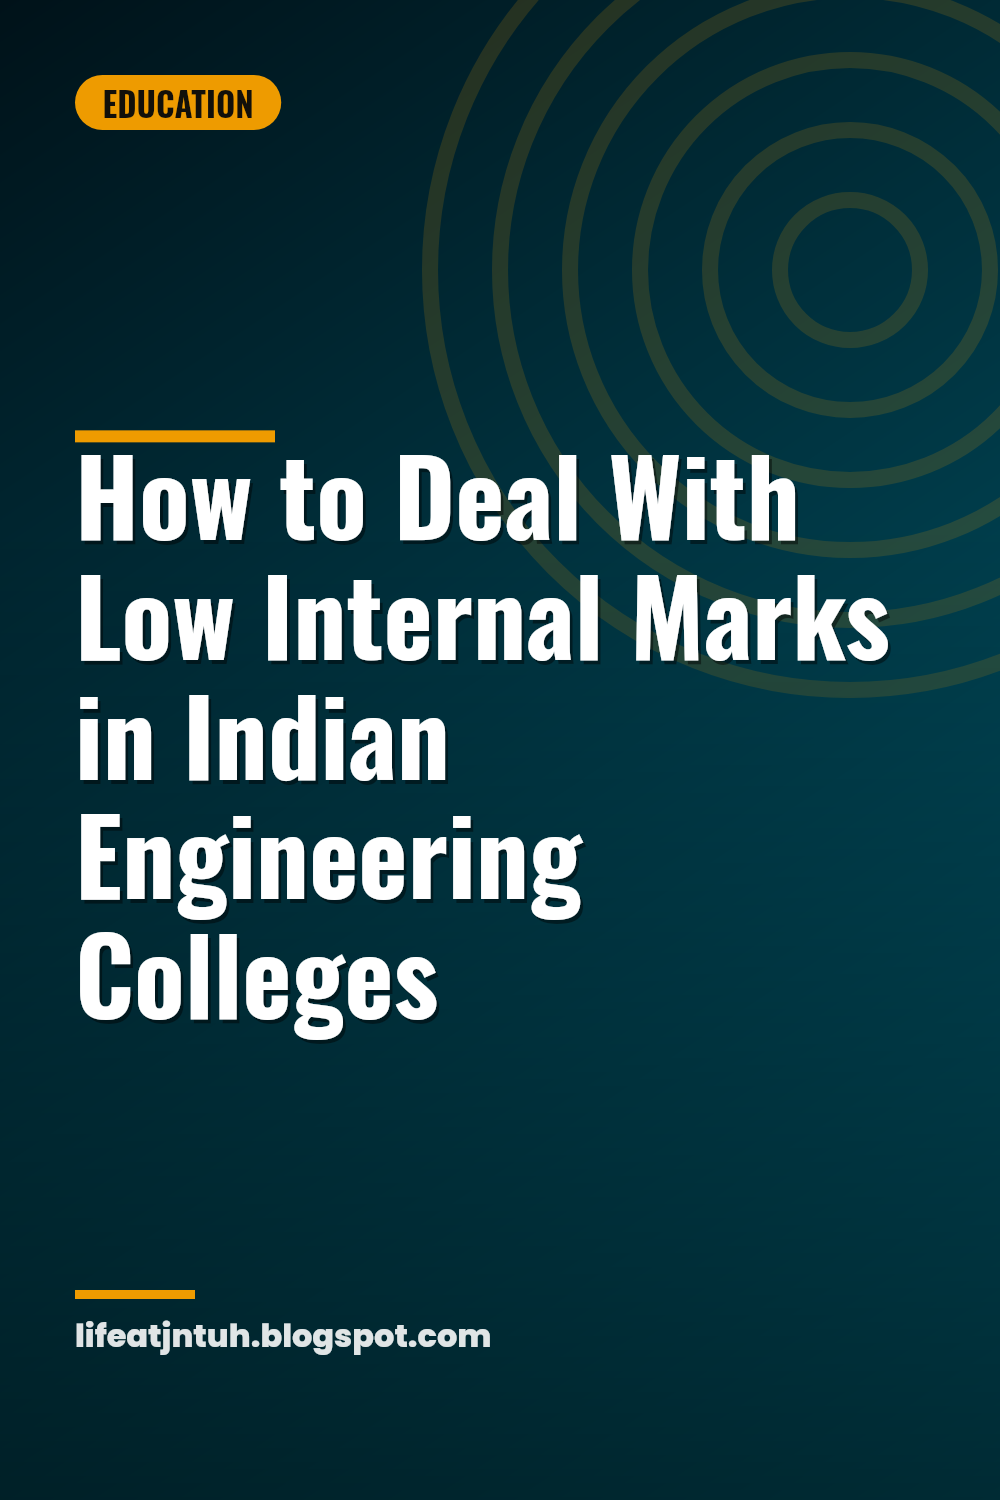 EDUCATION
How to Deal With
Low Internal Marks
in Indian
Engineering
Colleges
lifeatjntuh.blogspot.com